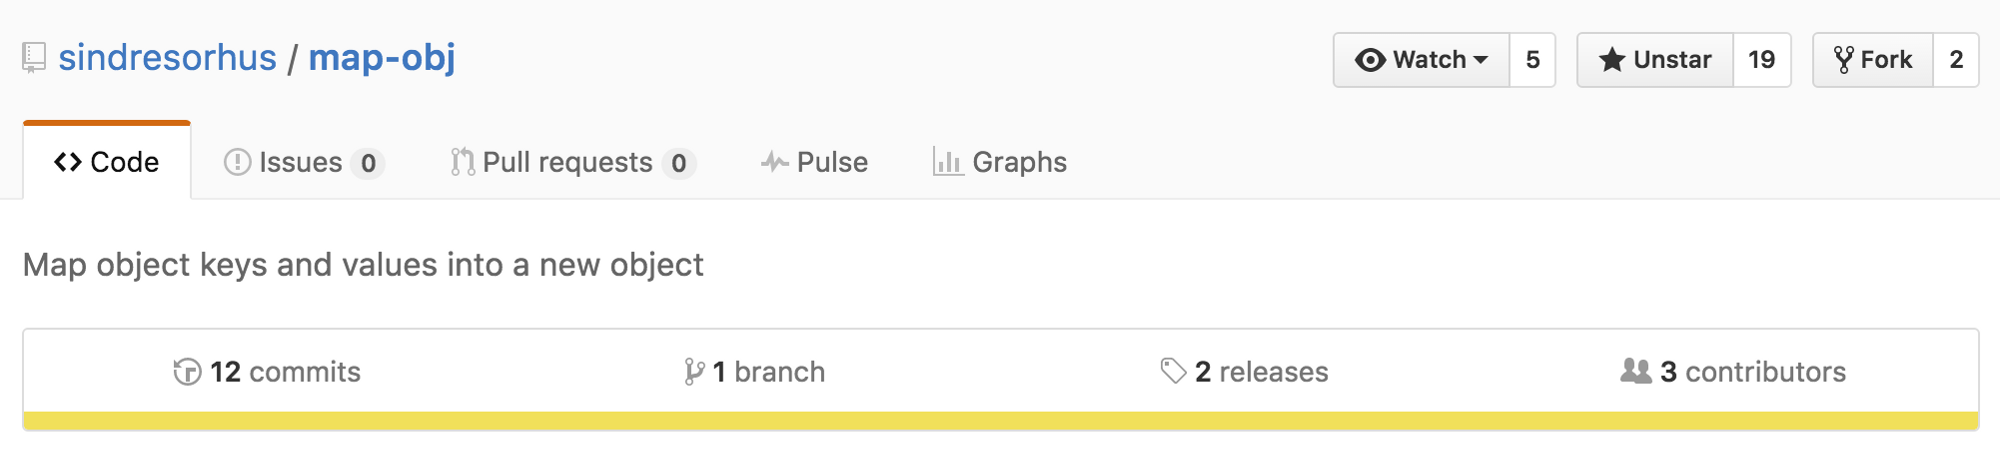 sindresorhus / map-obj Watch 5 Unstar 19 Fork 2
Code Issues 0 Pull requests 0 Pulse Graphs
Map object keys and values into a new object
12 commits 1 branch 2 releases 3 contributors